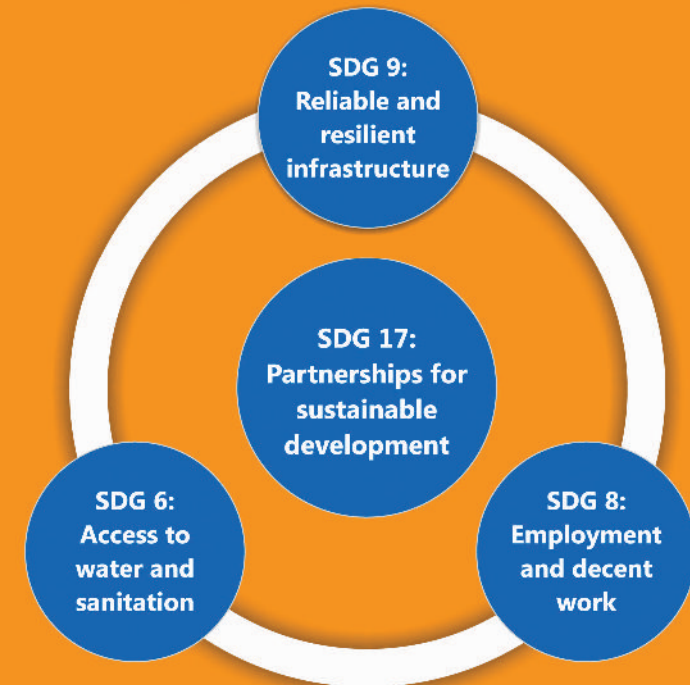 SDG 9:
Reliable and
resilient
infrastructure
SDG 17:
Partnerships for
sustainable
development
SDG 6:
Access to
water and
sanitation
SDG 8:
Employment
and decent
work